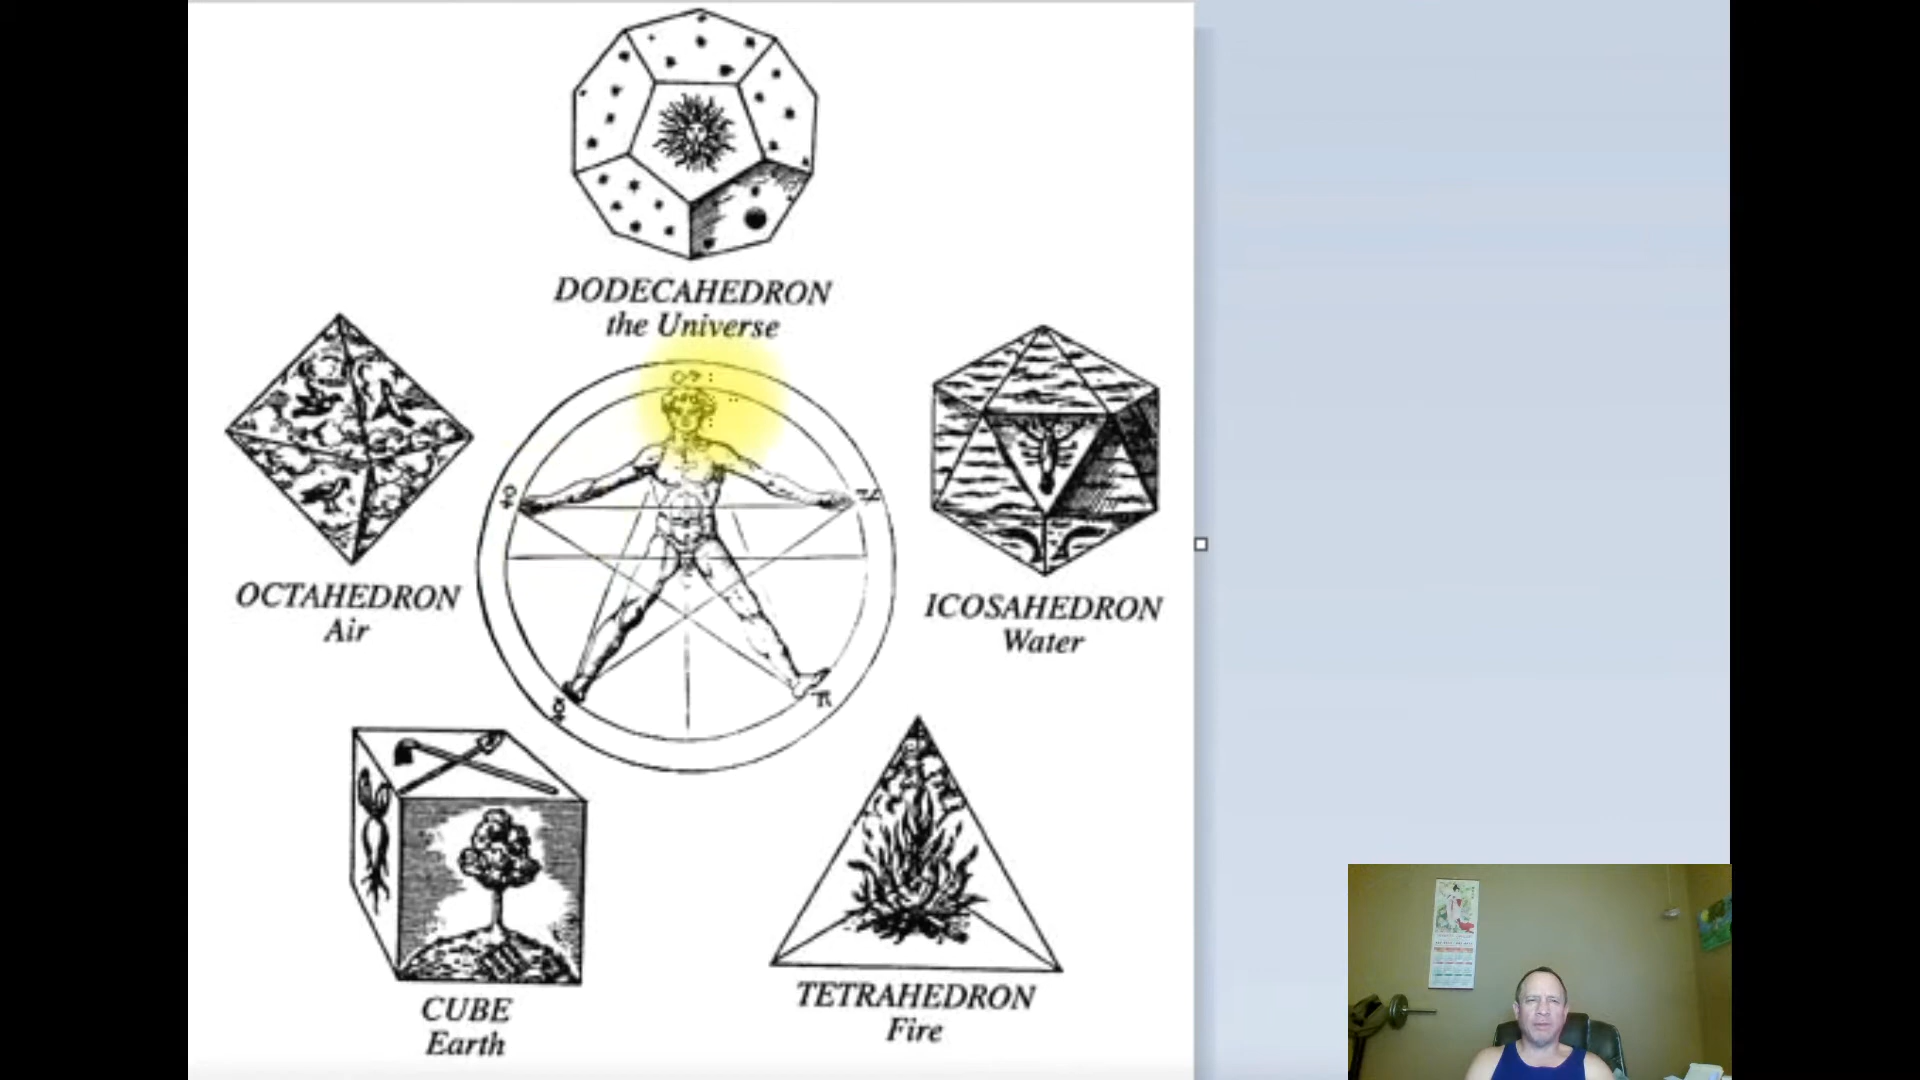 DODECAHEDRON
the Universe
OCTAHEDRON
Air
ICOSAHEDRON
Water
CUBE
Earth
TETRAHEDRON
Fire